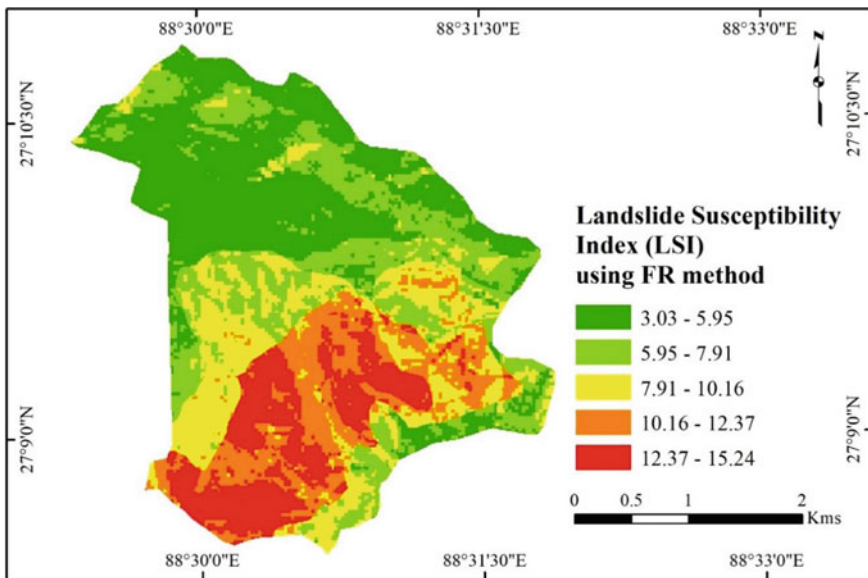 88°30'0"E 88°31'30"E 88°33'0"E
27°10'30"N
27°10'30"N
z
Landslide Susceptibility
Index (LSI)
using FR method
3.03 - 5.95
5.95 - 7.91
7.91 - 10.16
10.16 - 12.37
12.37 - 15.24
27°9'0"N
27°9'0"N
0 0.5 1 2
Kms
88°30'0"E 88°31'30"E 88°33'0"E